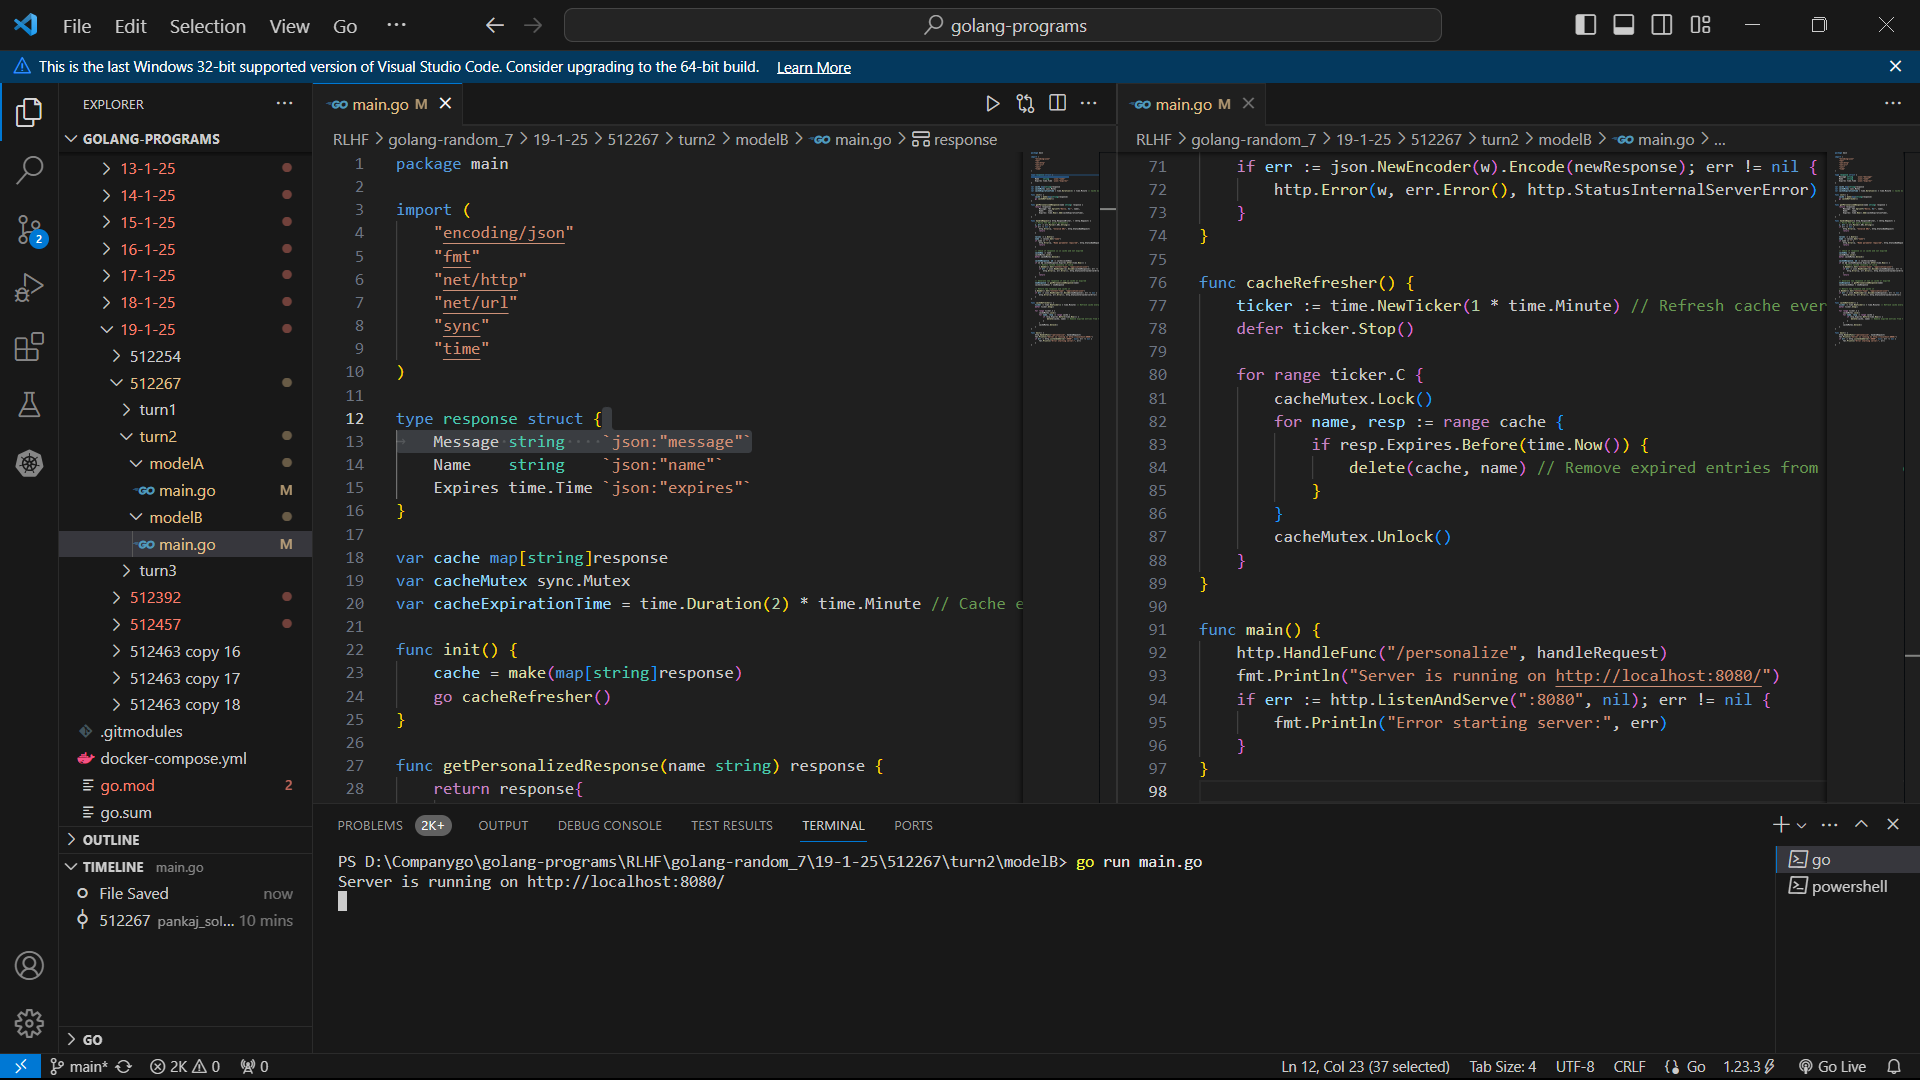 File Edit Selection View Go ··· golang-programs
This is the last Windows 32-bit supported version of Visual Studio Code. Consider upgrading to the 64-bit build. Learn More
EXPLORER
GOLANG-PROGRAMS
13-1-25
14-1-25
15-1-25
16-1-25
17-1-25
18-1-25
19-1-25
512254
512267
turn1
turn2
modelA
main.go M
modelB
main.go M
turn3
512392
512457
512463 copy 16
512463 copy 17
512463 copy 18
.gitmodules
docker-compose.yml
go.mod 2
go.sum
OUTLINE
TIMELINE main.go
File Saved now
512267 pankaj_sol... 10 mins
GO
2
main.go M
RLHF > golang-random_7 > 19-1-25 > 512267 > turn2 > modelB > main.go > response
1 package main
2
3 import (
4 "encoding/json"
5 "fmt"
6 "net/http"
7 "net/url"
8 "sync"
9 "time"
10 )
11
12 type response struct {
13 Message string ···· `json:"message"`
14 Name string `json:"name"`
15 Expires time.Time `json:"expires"`
16 }
17
18 var cache map[string]response
19 var cacheMutex sync.Mutex
20 var cacheExpirationTime = time.Duration(2) * time.Minute // Cache e
21
22 func init() {
23 cache = make(map[string]response)
24 go cacheRefresher()
25 }
26
27 func getPersonalizedResponse(name string) response {
28 return response{
main.go M
RLHF > golang-random_7 > 19-1-25 > 512267 > turn2 > modelB > main.go > ...
71 if err := json.NewEncoder(w).Encode(newResponse); err != nil {
72 http.Error(w, err.Error(), http.StatusInternalServerError)
73 }
74 }
75
76 func cacheRefresher() {
77 ticker := time.NewTicker(1 * time.Minute) // Refresh cache ever
78 defer ticker.Stop()
79
80 for range ticker.C {
81 cacheMutex.Lock()
82 for name, resp := range cache {
83 if resp.Expires.Before(time.Now()) {
84 delete(cache, name) // Remove expired entries from
85 }
86 }
87 cacheMutex.Unlock()
88 }
89 }
90
91 func main() {
92 http.HandleFunc("/personalize", handleRequest)
93 fmt.Println("Server is running on http://localhost:8080/")
94 if err := http.ListenAndServe(":8080", nil); err != nil {
95 fmt.Println("Error starting server:", err)
96 }
97 }
98
PROBLEMS 2K+ OUTPUT DEBUG CONSOLE TEST RESULTS TERMINAL PORTS
PS D:\Companygo\golang-programs\RLHF\golang-random_7\19-1-25\512267\turn2\modelB> go run main.go
Server is running on http://localhost:8080/
go
powershell
main* 2K 0 0 Ln 12, Col 23 (37 selected) Tab Size: 4 UTF-8 CRLF {} Go 1.23.3 Go Live